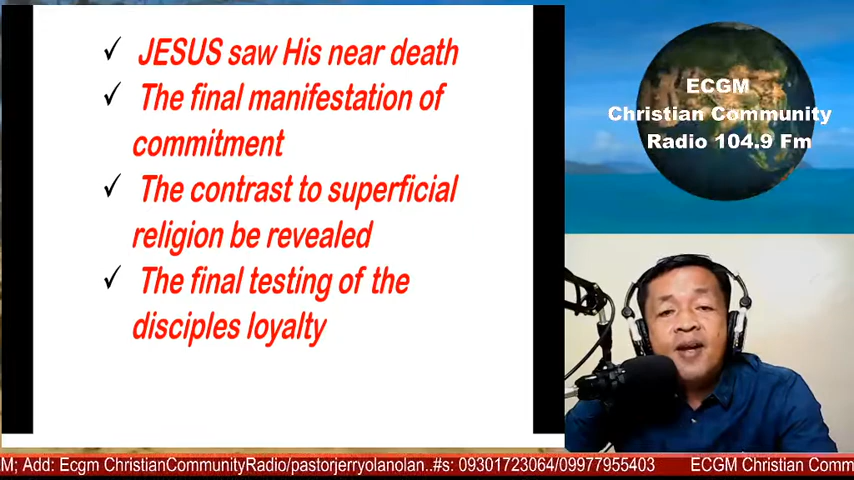 ✓ JESUS saw His near death
✓ The final manifestation of
commitment
✓ The contrast to superficial
religion be revealed
✓ The final testing of the
disciples loyalty
ECGM
Christian Community
Radio 104.9 Fm
M; Add: Ecgm ChristianCommunityRadio/pastorjerryolanolan..#s: 09301723064/09977955403 ECGM Christian Comm